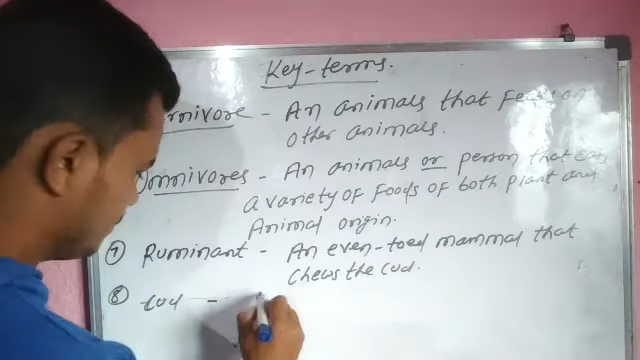 Key-terms.
rnivore - An animals that Feed on
other animals.
Omnivores - An animals or person that eats
a variety of Foods of both plant and
Animal origin.
7 Ruminant - An even-toed mammal that
Chews the cud.
8 Cud -